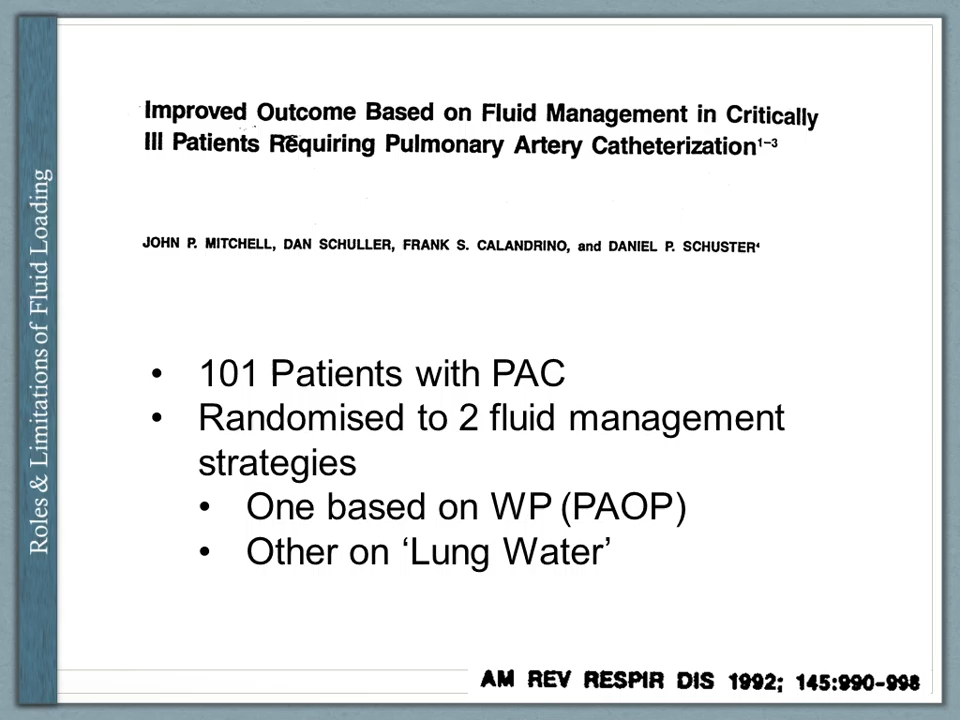 Roles & Limitations of Fluid Loading
Improved Outcome Based on Fluid Management in Critically
Ill Patients Requiring Pulmonary Artery Catheterization¹⁻³
JOHN P. MITCHELL, DAN SCHULLER, FRANK S. CALANDRINO, and DANIEL P. SCHUSTER⁴
• 101 Patients with PAC
• Randomised to 2 fluid management
strategies
• One based on WP (PAOP)
• Other on ‘Lung Water’
AM REV RESPIR DIS 1992; 145:990-998